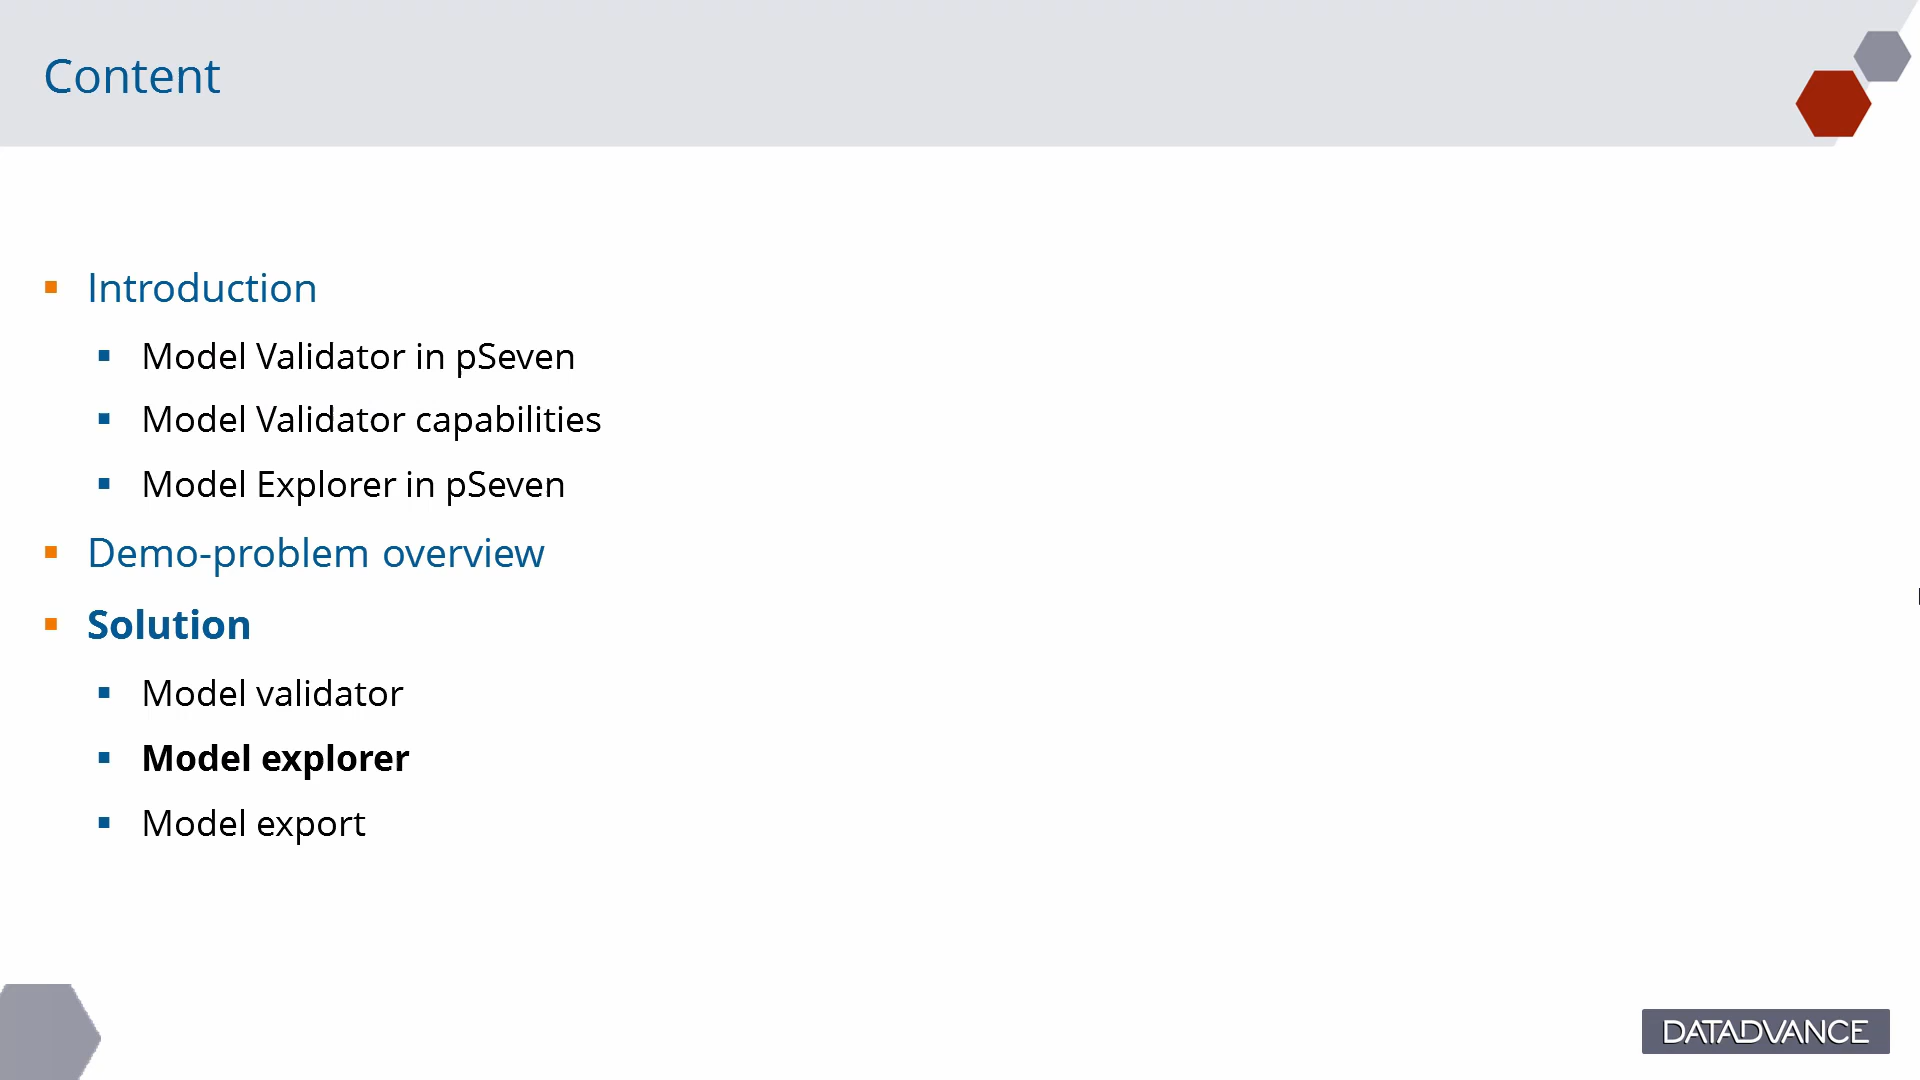 Content
Introduction
Model Validator in pSeven
Model Validator capabilities
Model Explorer in pSeven
Demo-problem overview
Solution
Model validator
Model explorer
Model export
DATADVANCE